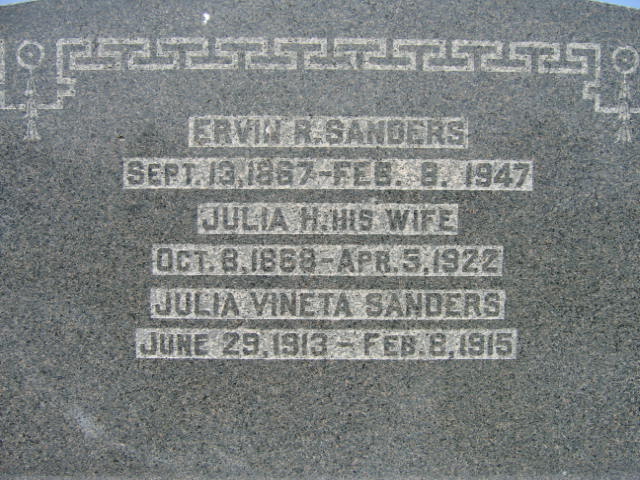 ERVIN R. SANDERS
SEPT. 13, 1867 - FEB. 8, 1947
JULIA H. HIS WIFE
OCT. 8, 1868 - APR. 5, 1922
JULIA VINETA SANDERS
JUNE 29, 1913 - FEB. 8, 1915